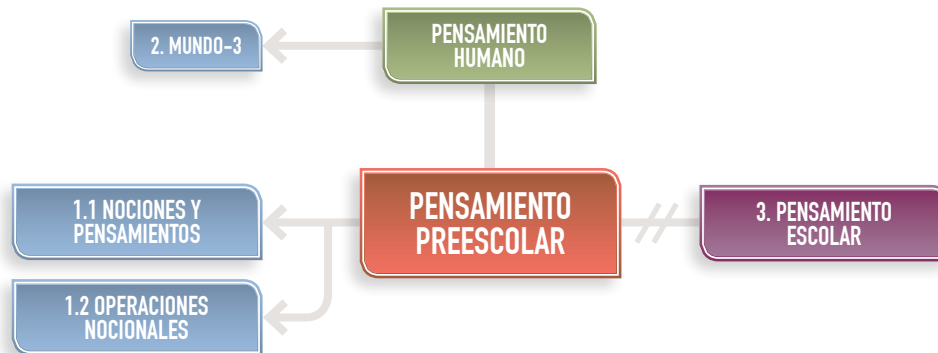 PENSAMIENTO
HUMANO
2. MUNDO-3
1.1 NOCIONES Y
PENSAMIENTOS
PENSAMIENTO
PREESCOLAR
3. PENSAMIENTO
ESCOLAR
1.2 OPERACIONES
NOCIONALES